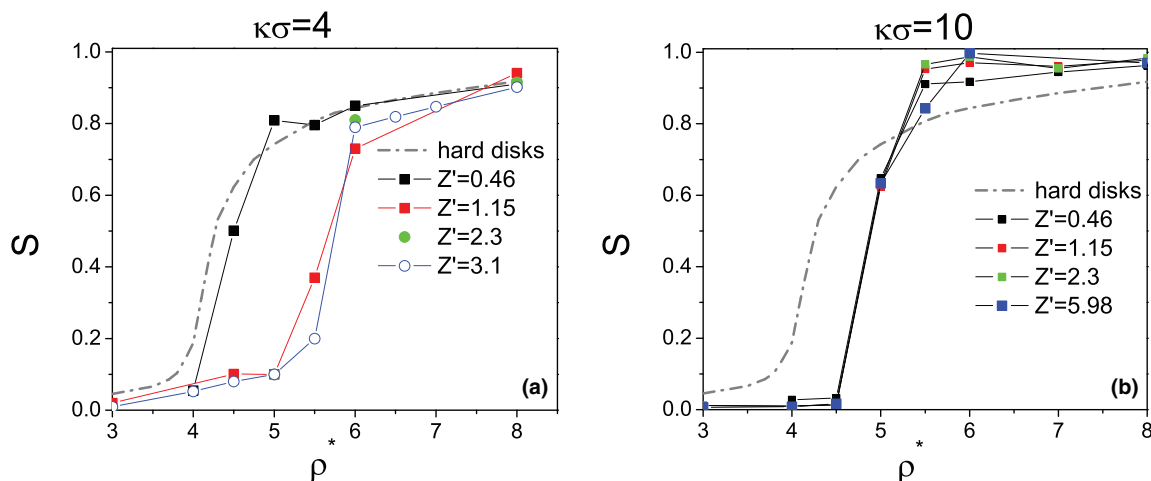 κσ=4
1.0
0.8
0.6
0.4
0.2
0.0
S
hard disks
Z'=0.46
Z'=1.15
Z'=2.3
Z'=3.1
(a)
3 4 5 6 7 8
ρ*
κσ=10
1.0
0.8
0.6
0.4
0.2
0.0
S
hard disks
Z'=0.46
Z'=1.15
Z'=2.3
Z'=5.98
(b)
3 4 5 6 7 8
ρ*